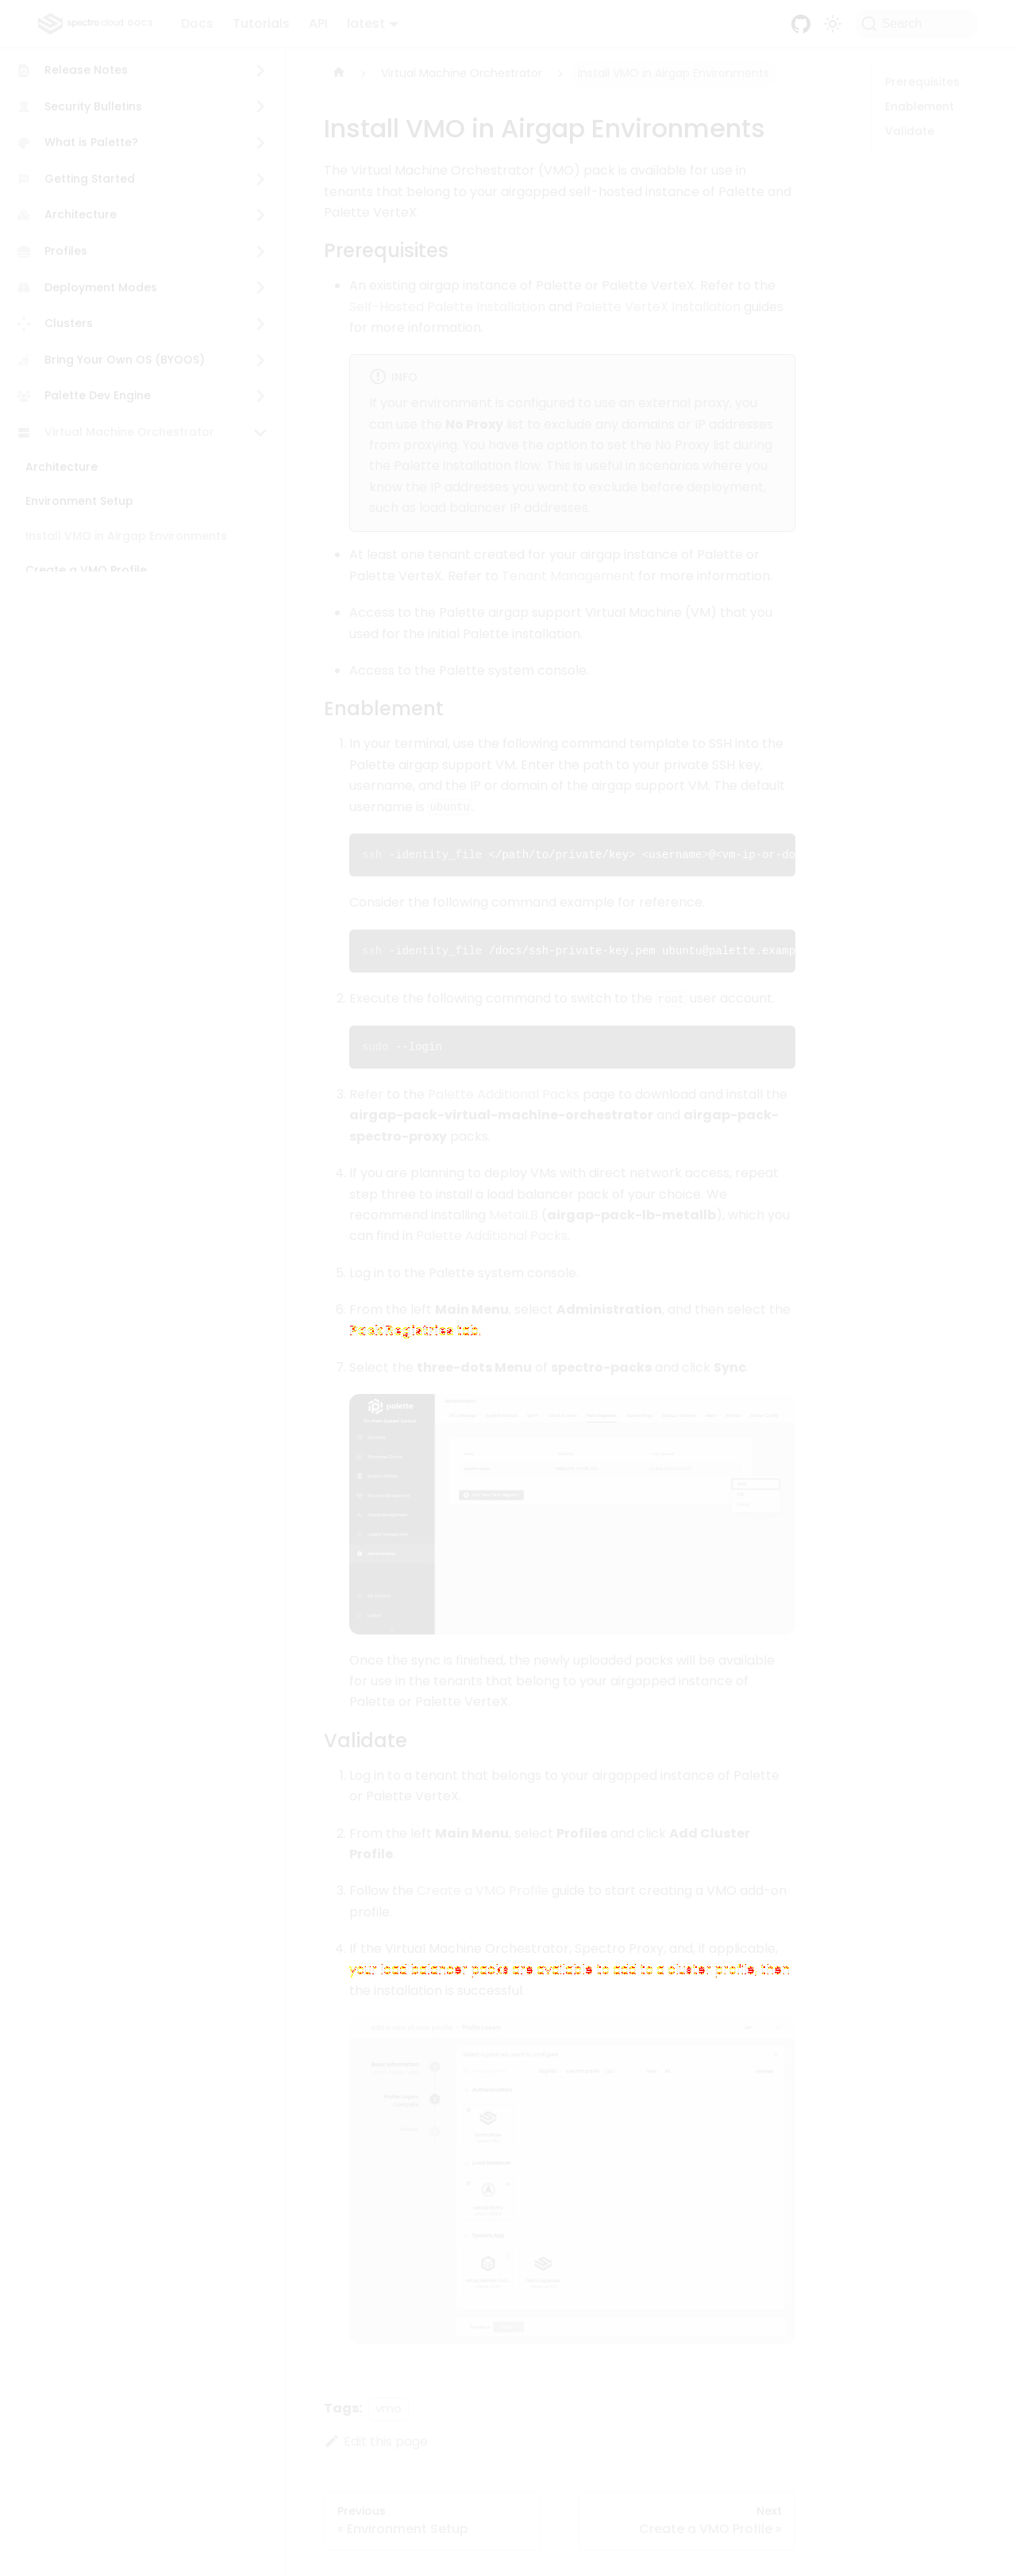 spectro cloud DOCS
Docs
Tutorials
API
latest
Search
Release Notes
Security Bulletins
What is Palette?
Getting Started
Architecture
Profiles
Deployment Modes
Clusters
Bring Your Own OS (BYOOS)
Palette Dev Engine
Virtual Machine Orchestrator
Architecture
Environment Setup
Install VMO in Airgap Environments
Create a VMO Profile
Virtual Machine Orchestrator
Install VMO in Airgap Environments
Install VMO in Airgap Environments
The Virtual Machine Orchestrator (VMO) pack is available for use in
tenants that belong to your airgapped self-hosted instance of Palette and
Palette VerteX.
Prerequisites
An existing airgap instance of Palette or Palette VerteX. Refer to the
Self-Hosted Palette Installation and Palette VerteX Installation guides
for more information.
INFO
If your environment is configured to use an external proxy, you
can use the No Proxy list to exclude any domains or IP addresses
from proxying. You have the option to set the No Proxy list during
the Palette installation flow. This is useful in scenarios where you
know the IP addresses you want to exclude before deployment,
such as load balancer IP addresses.
At least one tenant created for your airgap instance of Palette or
Palette VerteX. Refer to Tenant Management for more information.
Access to the Palette airgap support Virtual Machine (VM) that you
used for the initial Palette installation.
Access to the Palette system console.
Enablement
1. In your terminal, use the following command template to SSH into the
Palette airgap support VM. Enter the path to your private SSH key,
username, and the IP or domain of the airgap support VM. The default
username is ubuntu.
ssh -identity_file </path/to/private/key> <username>@<vm-ip-or-do
Consider the following command example for reference.
ssh -identity_file /docs/ssh-private-key.pem ubuntu@palette.examp
2. Execute the following command to switch to the root user account.
sudo --login
3. Refer to the Palette Additional Packs page to download and install the
airgap-pack-virtual-machine-orchestrator and airgap-pack-
spectro-proxy packs.
4. If you are planning to deploy VMs with direct network access, repeat
step three to install a load balancer pack of your choice. We
recommend installing MetalLB (airgap-pack-lb-metallb), which you
can find in Palette Additional Packs.
5. Log in to the Palette system console.
6. From the left Main Menu, select Administration, and then select the
Pack Registries tab.
7. Select the three-dots Menu of spectro-packs and click Sync.
palette
Once the sync is finished, the newly uploaded packs will be available
for use in the tenants that belong to your airgapped instance of
Palette or Palette VerteX.
Validate
1. Log in to a tenant that belongs to your airgapped instance of Palette
or Palette VerteX.
2. From the left Main Menu, select Profiles and click Add Cluster
Profile.
3. Follow the Create a VMO Profile guide to start creating a VMO add-on
profile.
4. If the Virtual Machine Orchestrator, Spectro Proxy, and, if applicable,
your load balancer packs are available to add to a cluster profile, then
the installation is successful.
Tags: vmo
Edit this page
Previous
« Environment Setup
Next
Create a VMO Profile »
Prerequisites
Enablement
Validate